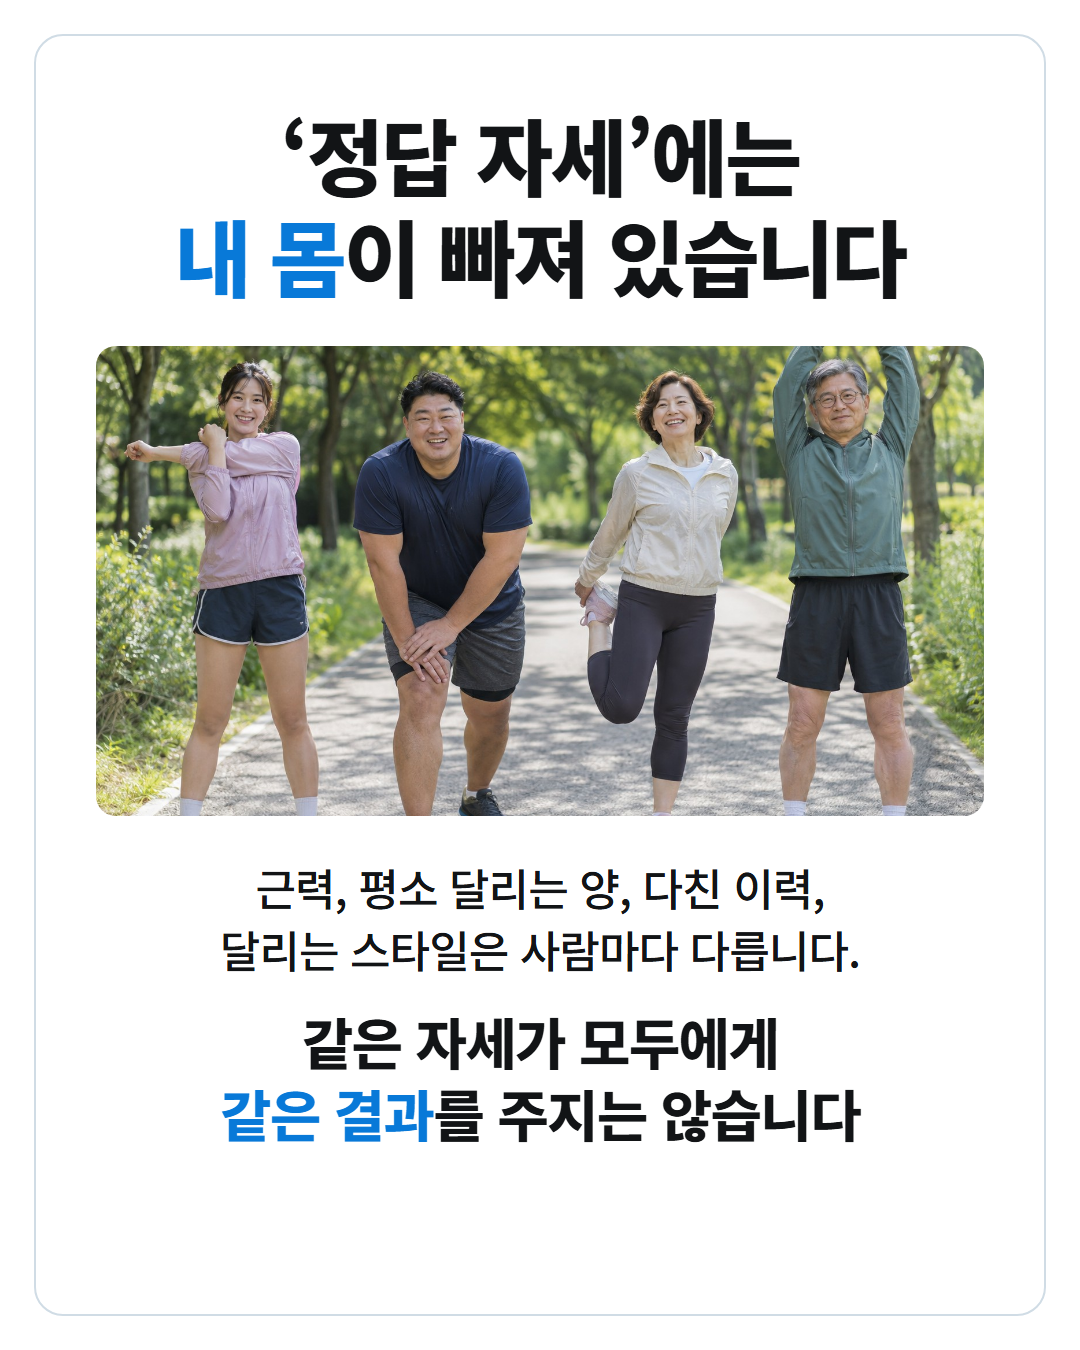 ‘정답 자세’에는
내 몸이 빠져 있습니다
근력, 평소 달리는 양, 다친 이력,
달리는 스타일은 사람마다 다릅니다.
같은 자세가 모두에게
같은 결과를 주지는 않습니다